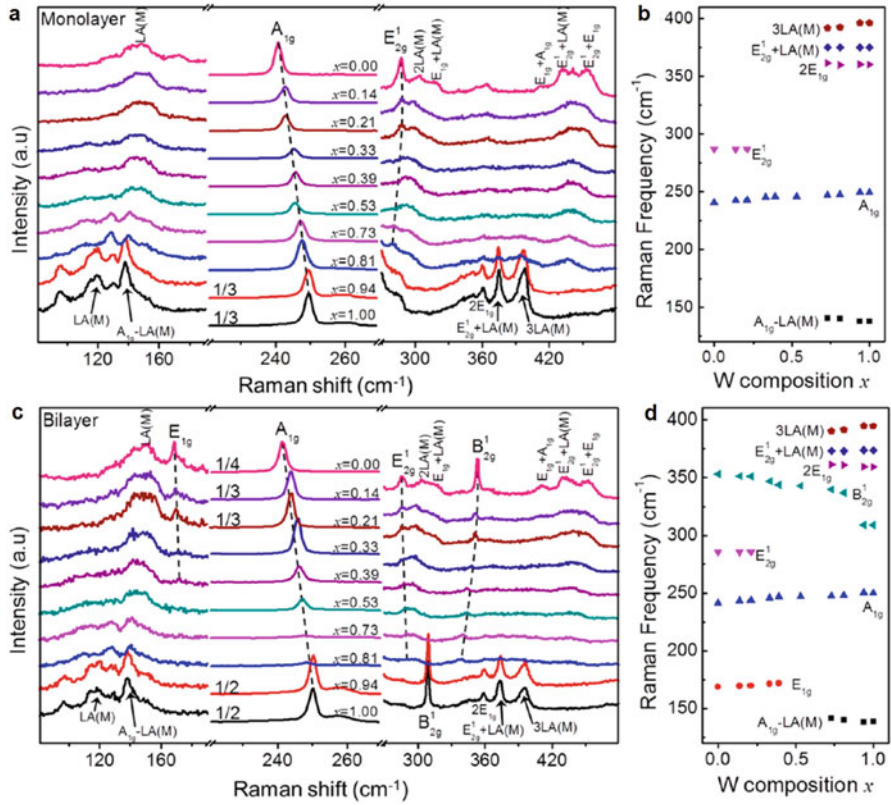 a
Monolayer
LA(M)
A1g
E¹2g
2LA(M)
E1g+LA(M)
E1g+A1g
E¹2g+LA(M)
E¹2g+E1g
x=0.00
x=0.14
x=0.21
x=0.33
x=0.39
x=0.53
x=0.73
x=0.81
1/3
x=0.94
1/3
x=1.00
LA(M)
A1g-LA(M)
2E1g
E¹2g+LA(M)
3LA(M)
Intensity (a.u)
120 160 240 260 300 360 420
Raman shift (cm⁻¹)
b
400
350
300
250
200
150
3LA(M)
E¹2g+LA(M)
2E1g
E¹2g
A1g
A1g-LA(M)
Raman Frequency (cm⁻¹)
0.0 0.5 1.0
W composition x
c
Bilayer
LA(M)
E1g
A1g
E¹2g
2LA(M)
E1g+LA(M)
B¹2g
E1g+A1g
E¹2g+LA(M)
E¹2g+E1g
1/4
x=0.00
1/3
x=0.14
1/3
x=0.21
x=0.33
x=0.39
x=0.53
x=0.73
x=0.81
1/2
x=0.94
1/2
x=1.00
LA(M)
A1g-LA(M)
B¹2g
2E1g
E¹2g+LA(M)
3LA(M)
Intensity (a.u)
120 160 240 260 300 360 420
Raman shift (cm⁻¹)
d
400
350
300
250
200
150
3LA(M)
E¹2g+LA(M)
2E1g
B¹2g
E¹2g
A1g
E1g
A1g-LA(M)
Raman Frequency (cm⁻¹)
0.0 0.5 1.0
W composition x